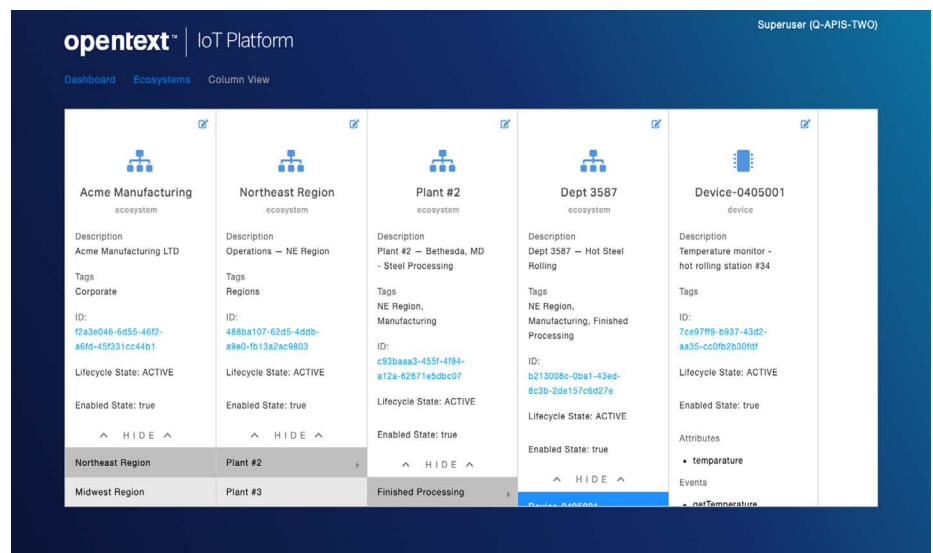 Superuser (Q-APIS-TWO)
opentext™ | IoT Platform
Dashboard / Ecosystems / Column View
Acme Manufacturing
ecosystem
Description
Acme Manufacturing LTD
Tags
Corporate
ID:
f2a3e046-6d55-46f2-
a6fd-45f331cc44b1
Lifecycle State: ACTIVE
Enabled State: true
HIDE
Northeast Region
Midwest Region
Northeast Region
ecosystem
Description
Operations — NE Region
Tags
Regions
ID:
488ba107-62d5-4ddb-
a9e0-fb13a2ac9803
Lifecycle State: ACTIVE
Enabled State: true
HIDE
Plant #2
Plant #3
Plant #2
ecosystem
Description
Plant #2 — Bethesda, MD
- Steel Processing
Tags
NE Region,
Manufacturing
ID:
c93baaa3-455f-4f94-
a12a-62671e5dbc07
Lifecycle State: ACTIVE
Enabled State: true
HIDE
Finished Processing
Dept 3587
ecosystem
Description
Dept 3587 — Hot Steel
Rolling
Tags
NE Region,
Manufacturing, Finished
Processing
ID:
b213008c-0ba1-43ed-
8c3b-2de157c6d27e
Lifecycle State: ACTIVE
Enabled State: true
HIDE
Device-0405001
Device-0405001
device
Description
Temperature monitor -
hot rolling station #34
Tags
ID:
7ce97ff9-b937-43d2-
aa35-cc0fb2b30fdf
Lifecycle State: ACTIVE
Enabled State: true
Attributes
• temparature
Events
• getTemperature